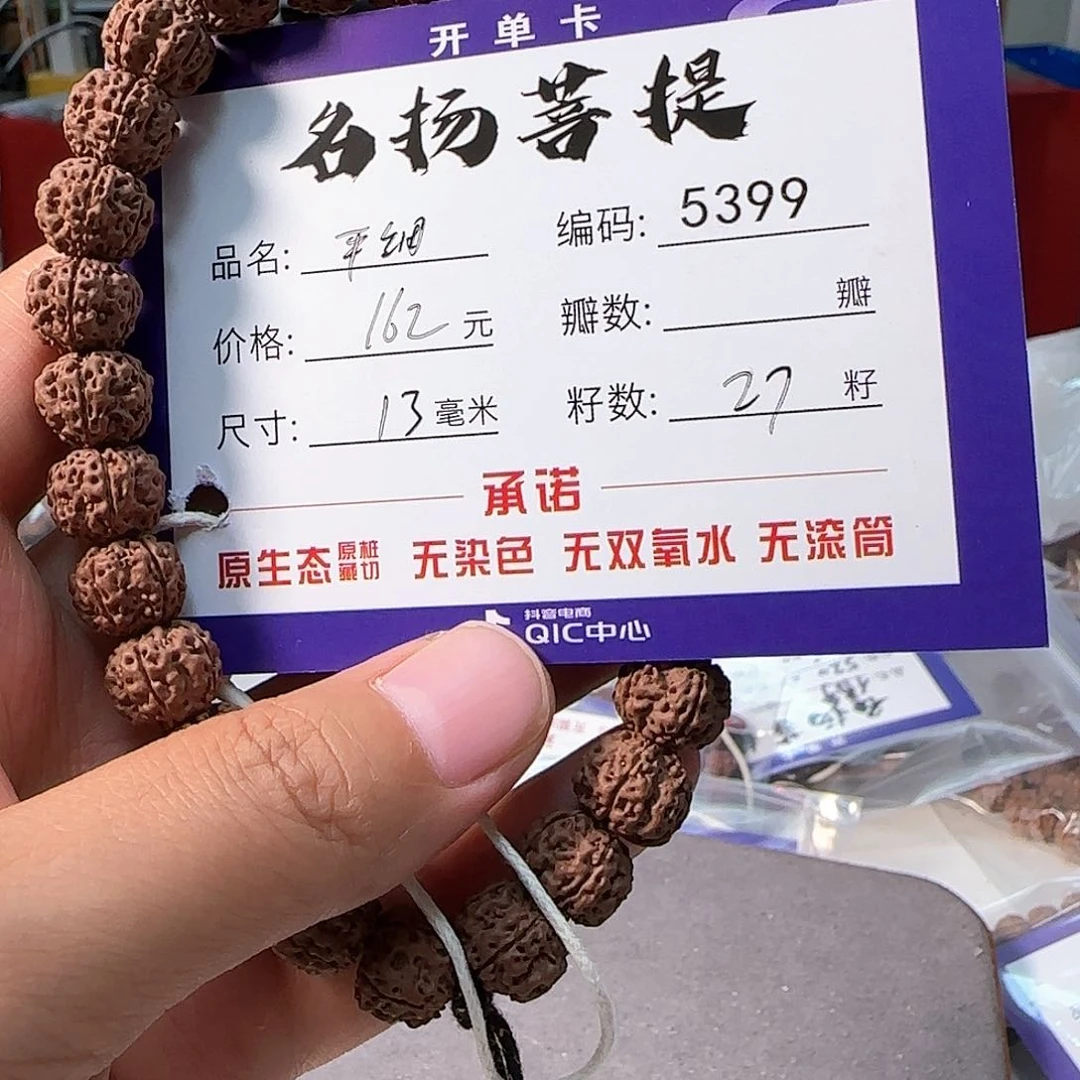 开单卡
名扬菩提
品名: 平细 编码: 5399
价格: 162 元 瓣数: 瓣
尺寸: 13 毫米 籽数: 27 籽
承诺
原生态 原桩藏切 无染色 无双氧水 无滚筒
抖音电商
QIC中心